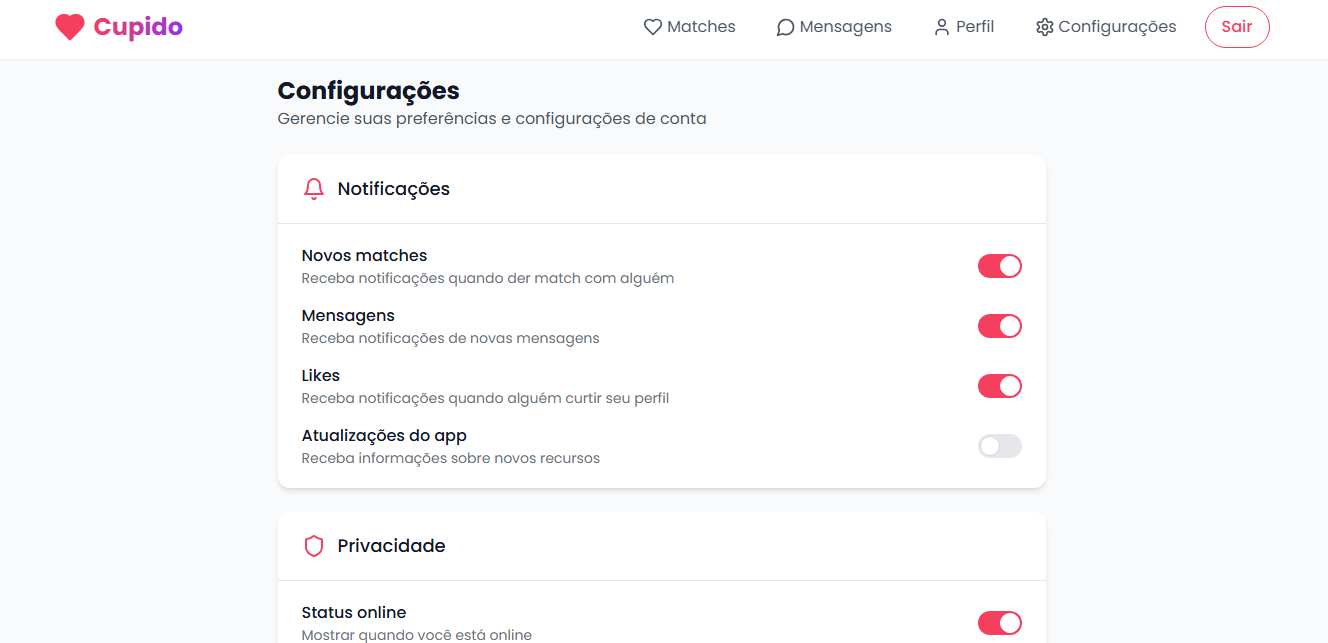 Cupido
Matches
Mensagens
Perfil
Configurações
Sair
Configurações
Gerencie suas preferências e configurações de conta
Notificações
Novos matches
Receba notificações quando der match com alguém
Mensagens
Receba notificações de novas mensagens
Likes
Receba notificações quando alguém curtir seu perfil
Atualizações do app
Receba informações sobre novos recursos
Privacidade
Status online
Mostrar quando você está online